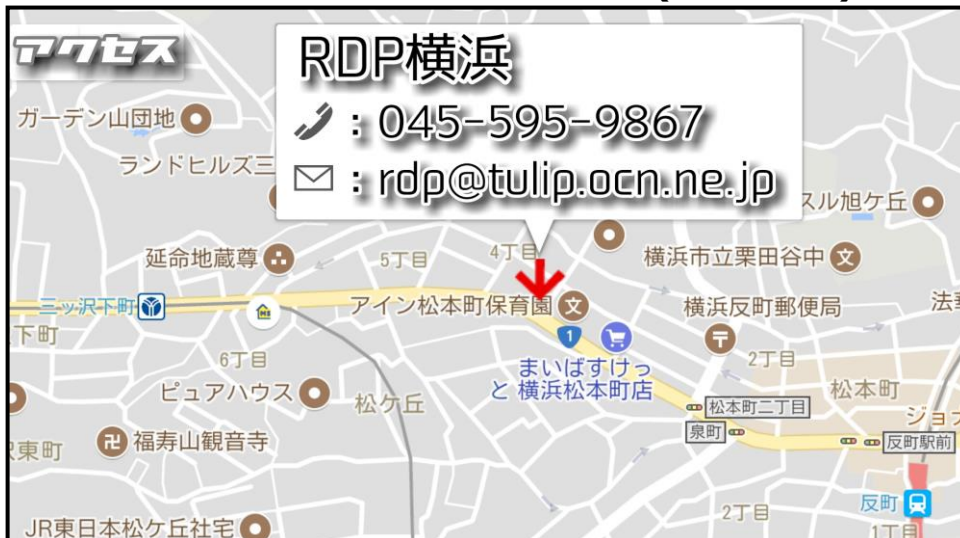 アクセス
RDP横浜
: 045-595-9867
: rdp@tulip.ocn.ne.jp
ガーデン山団地
ランドヒルズ三
スル旭ケ丘
延命地蔵尊
5丁目
4丁目
横浜市立栗田谷中
三ッ沢下町
アイン松本町保育園
文
文
横浜反町郵便局
法
下町
1
6丁目
まいばすけっ
と 横浜松本町店
2丁目
ピュアハウス
松ケ丘
松本町
松本町二丁目
ジョ
泉町
東町
福寿山観音寺
反町駅前
反町
2丁目
JR東日本松ケ丘社宅
1丁目